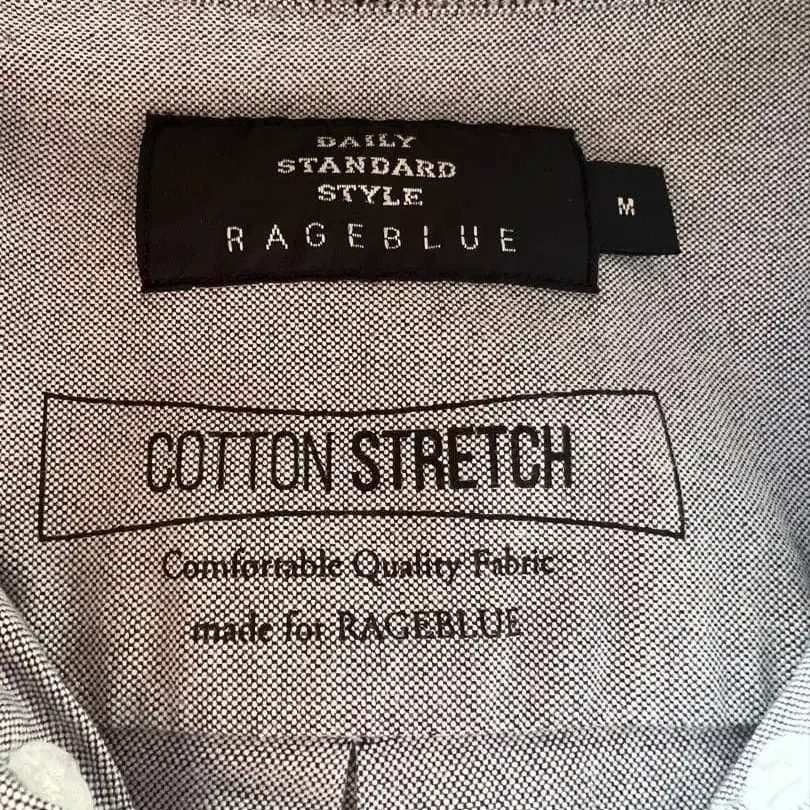 DAILY
STANDARD
STYLE
RAGEBLUE
M
COTTON STRETCH
Comfortable Quality Fabric
made for RAGEBLUE